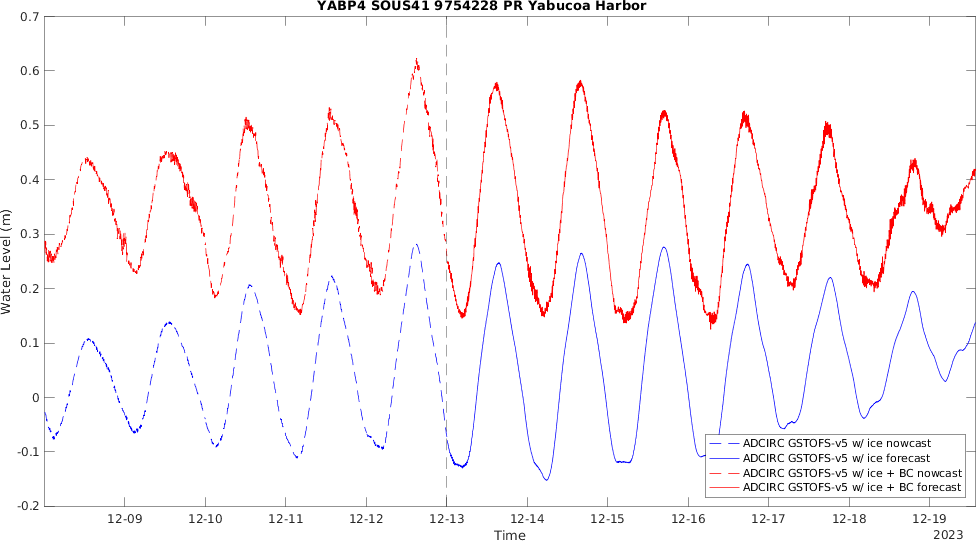 YABP4 SOUS41 9754228 PR Yabucoa Harbor
0.7
0.6
0.5
0.4
0.3
0.2
0.1
0
-0.1
-0.2
Water Level (m)
12-09 12-10 12-11 12-12 12-13 12-14 12-15 12-16 12-17 12-18 12-19
Time
2023
ADCIRC GSTOFS-v5 w/ ice nowcast
ADCIRC GSTOFS-v5 w/ ice forecast
ADCIRC GSTOFS-v5 w/ ice + BC nowcast
ADCIRC GSTOFS-v5 w/ ice + BC forecast